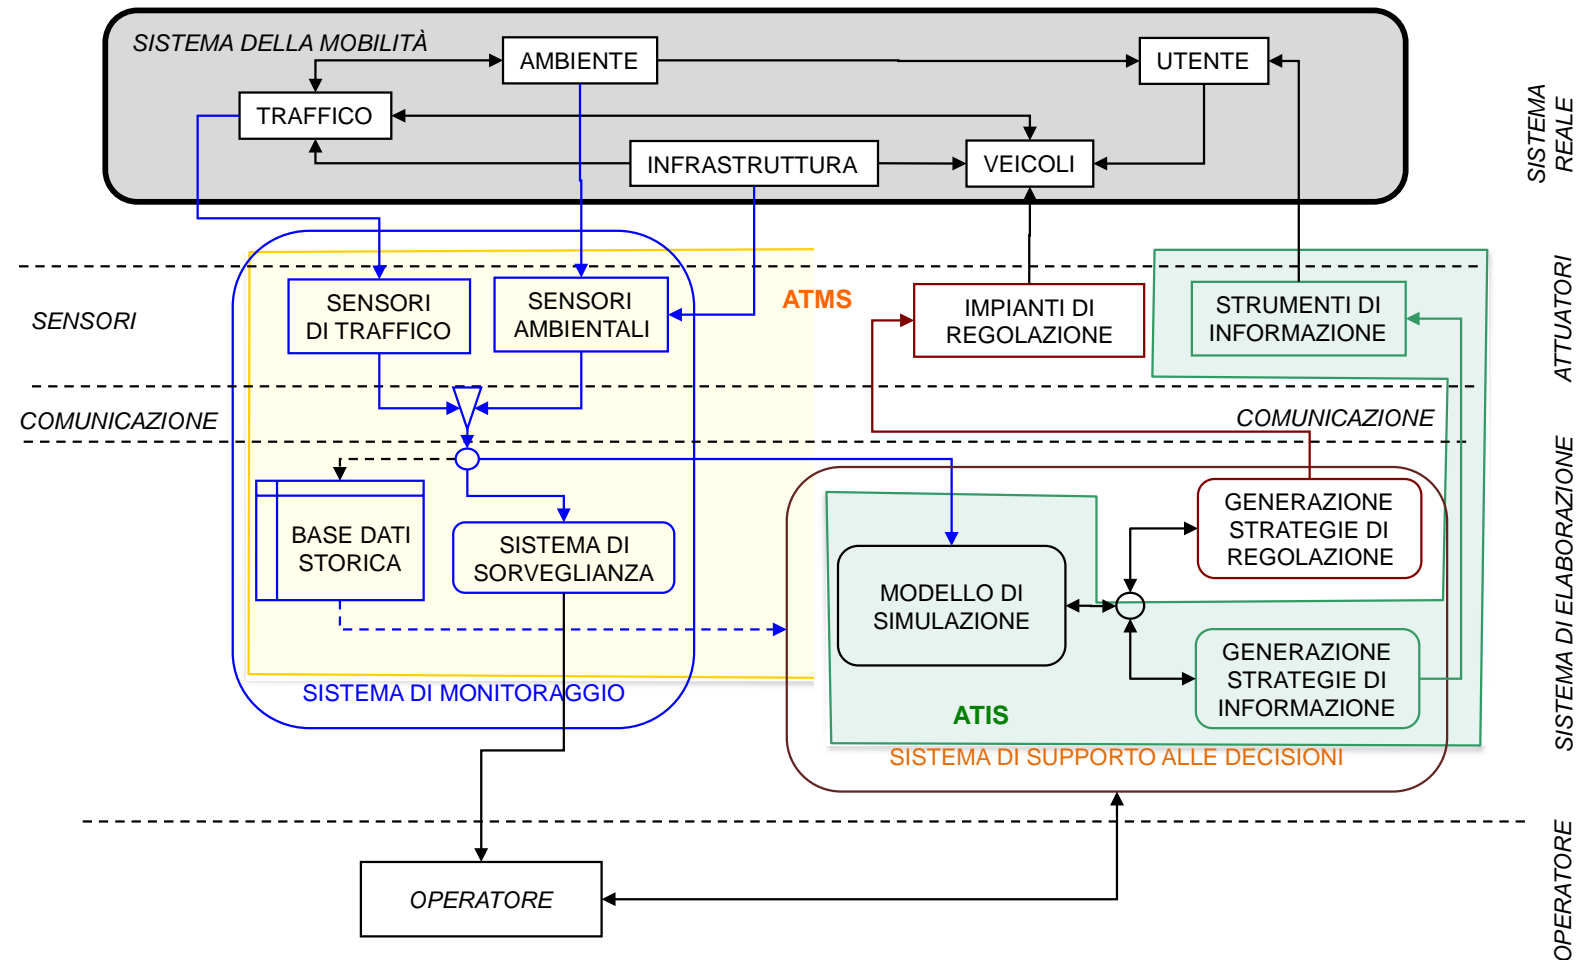 SISTEMA DELLA MOBILITÀ
AMBIENTE
UTENTE
TRAFFICO
INFRASTRUTTURA
VEICOLI
SISTEMA
REALE
SENSORI
SENSORI
DI TRAFFICO
SENSORI
AMBIENTALI
ATMS
IMPIANTI DI
REGOLAZIONE
STRUMENTI DI
INFORMAZIONE
ATTUATORI
COMUNICAZIONE
COMUNICAZIONE
BASE DATI
STORICA
SISTEMA DI
SORVEGLIANZA
MODELLO DI
SIMULAZIONE
GENERAZIONE
STRATEGIE DI
REGOLAZIONE
GENERAZIONE
STRATEGIE DI
INFORMAZIONE
SISTEMA DI ELABORAZIONE
SISTEMA DI MONITORAGGIO
ATIS
SISTEMA DI SUPPORTO ALLE DECISIONI
OPERATORE
OPERATORE